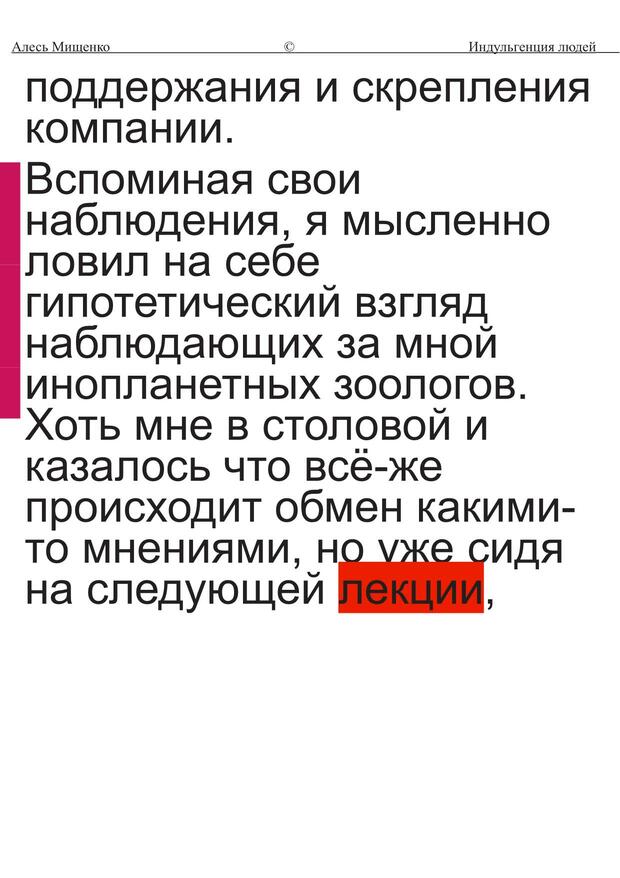 Алесь Мищенко © Индульгенция людей
поддержания и скрепления
компании.
Вспоминая свои
наблюдения, я мысленно
ловил на себе
гипотетический взгляд
наблюдающих за мной
инопланетных зоологов.
Хоть мне в столовой и
казалось что всё-же
происходит обмен какими-
то мнениями, но уже сидя
на следующей лекции,